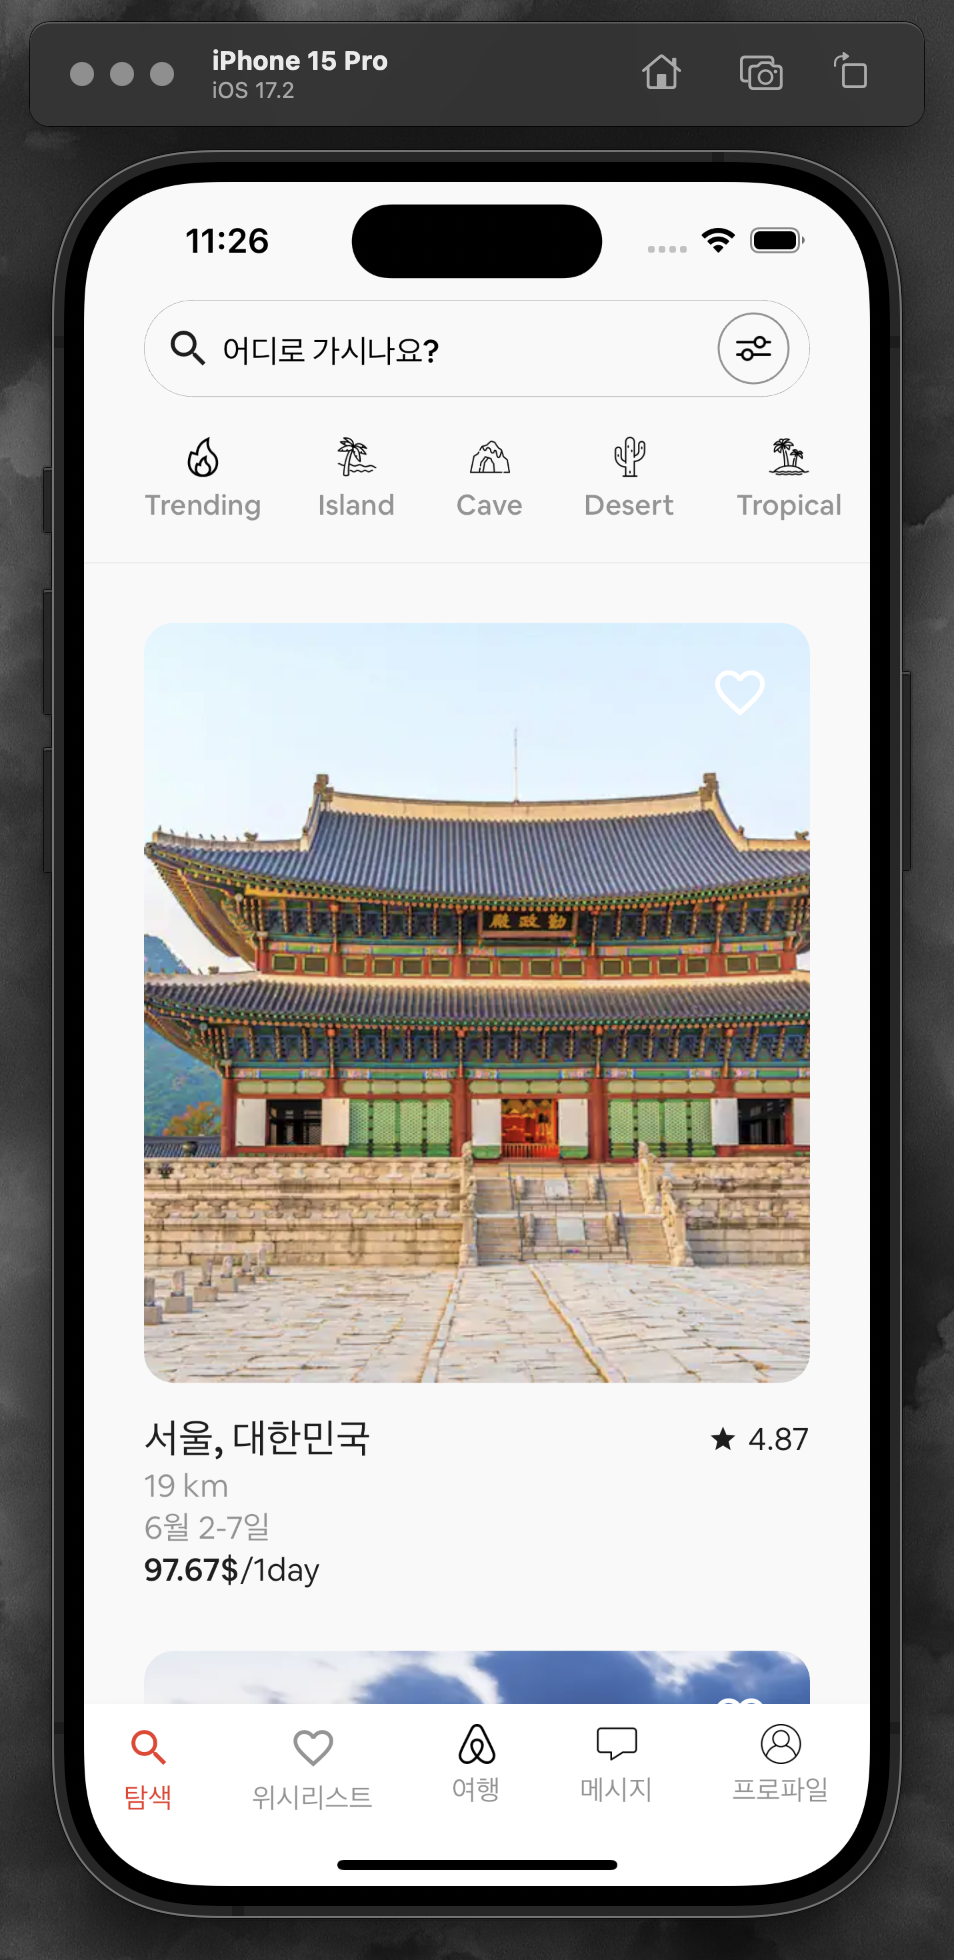 iPhone 15 Pro
iOS 17.2
11:26
어디로 가시나요?
Trending Island Cave Desert Tropical
殿政勤
서울, 대한민국 ★ 4.87
19 km
6월 2-7일
97.67$/1day
탐색 위시리스트 여행 메시지 프로파일